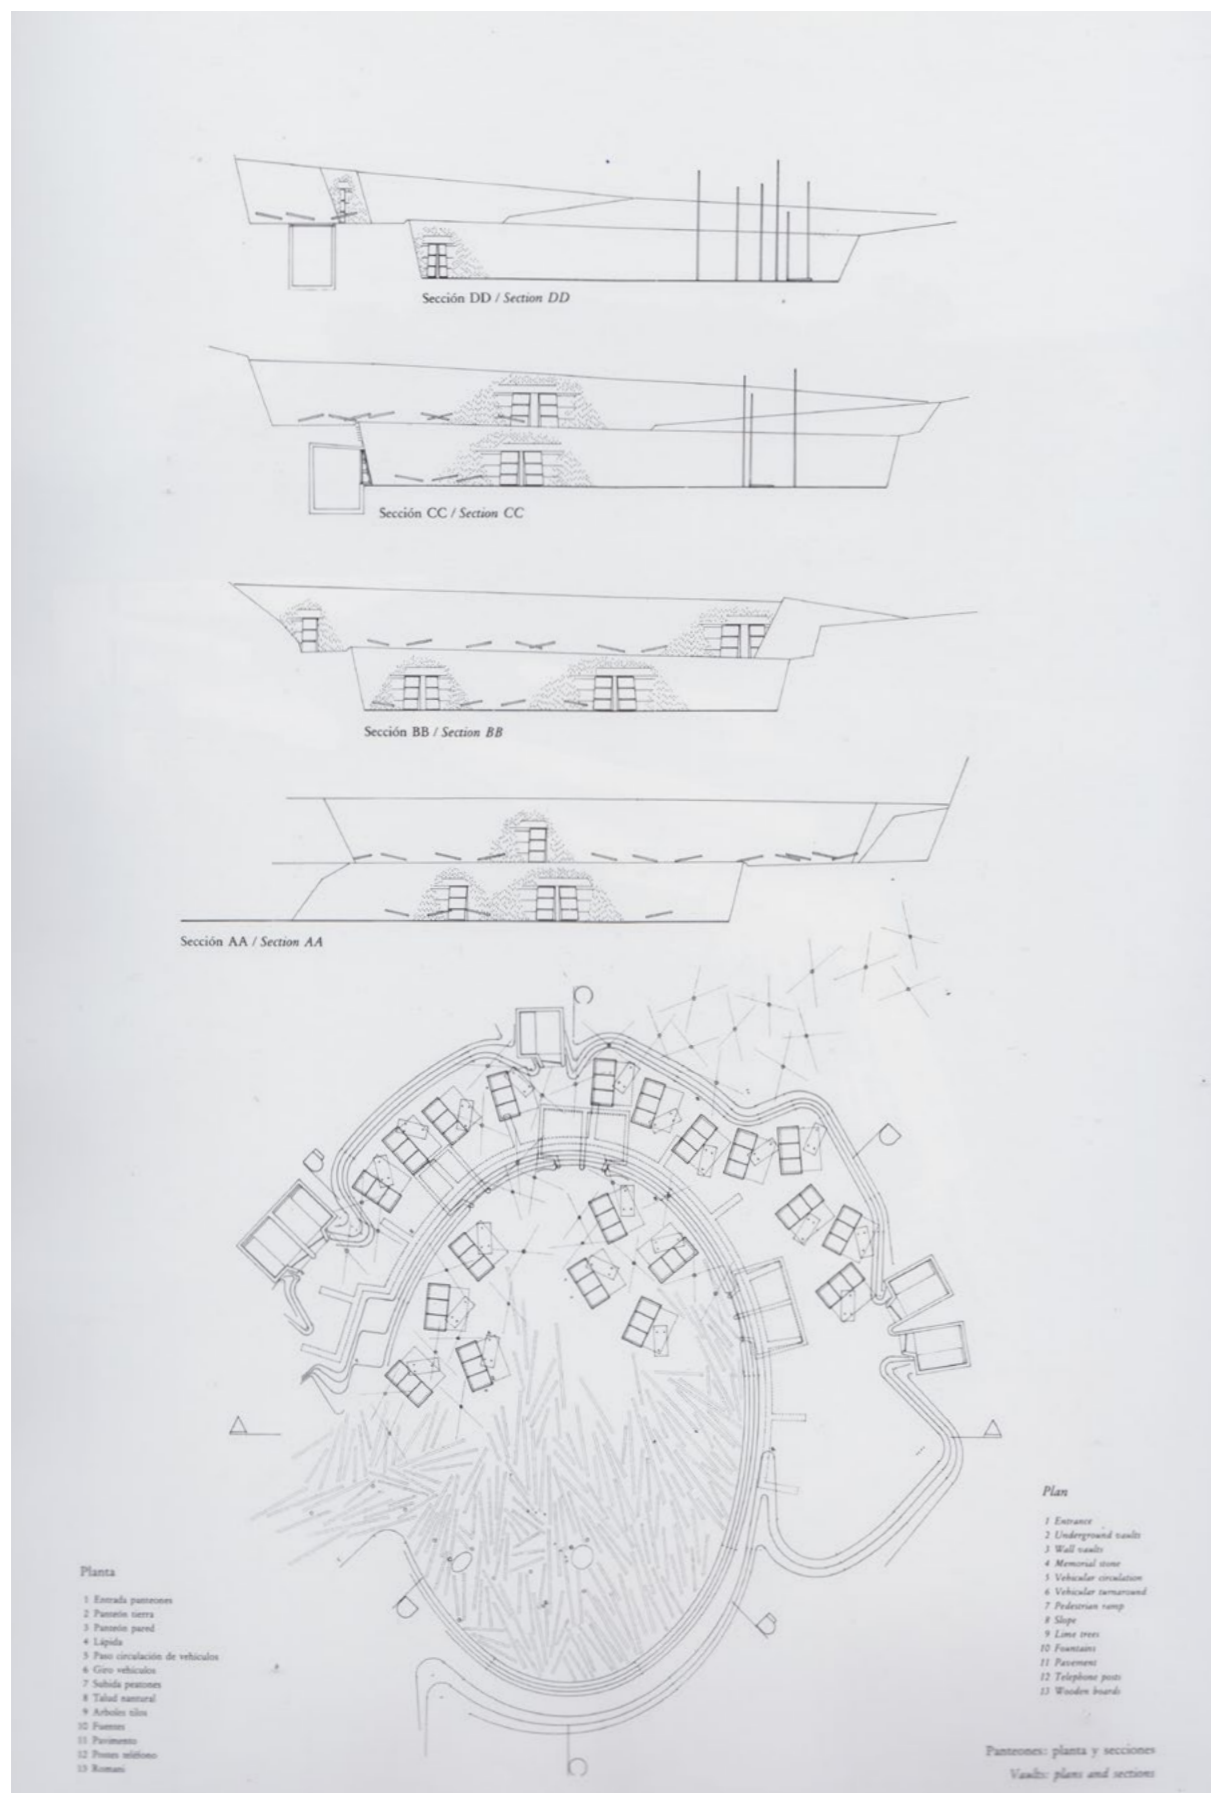 Sección DD / Section DD
Sección CC / Section CC
Sección BB / Section BB
Sección AA / Section AA
C
D
B
A
A
B
D
C
Plan
1 Entrance
2 Underground vaults
3 Wall vaults
4 Memorial stone
5 Vehicular circulation
6 Vehicular turnaround
7 Pedestrian ramp
8 Slope
9 Lime trees
10 Fountains
11 Pavement
12 Telephone posts
13 Wooden boards
Planta
1 Entrada panteones
2 Panteón tierra
3 Panteón pared
4 Lápida
5 Paso circulación de vehículos
6 Giro vehículos
7 Subida peatones
8 Talud nantural
9 Arboles tilos
10 Fuentes
11 Pavimento
12 Postes teléfono
13 Romani
Panteones: planta y secciones
Vaults: plans and sections